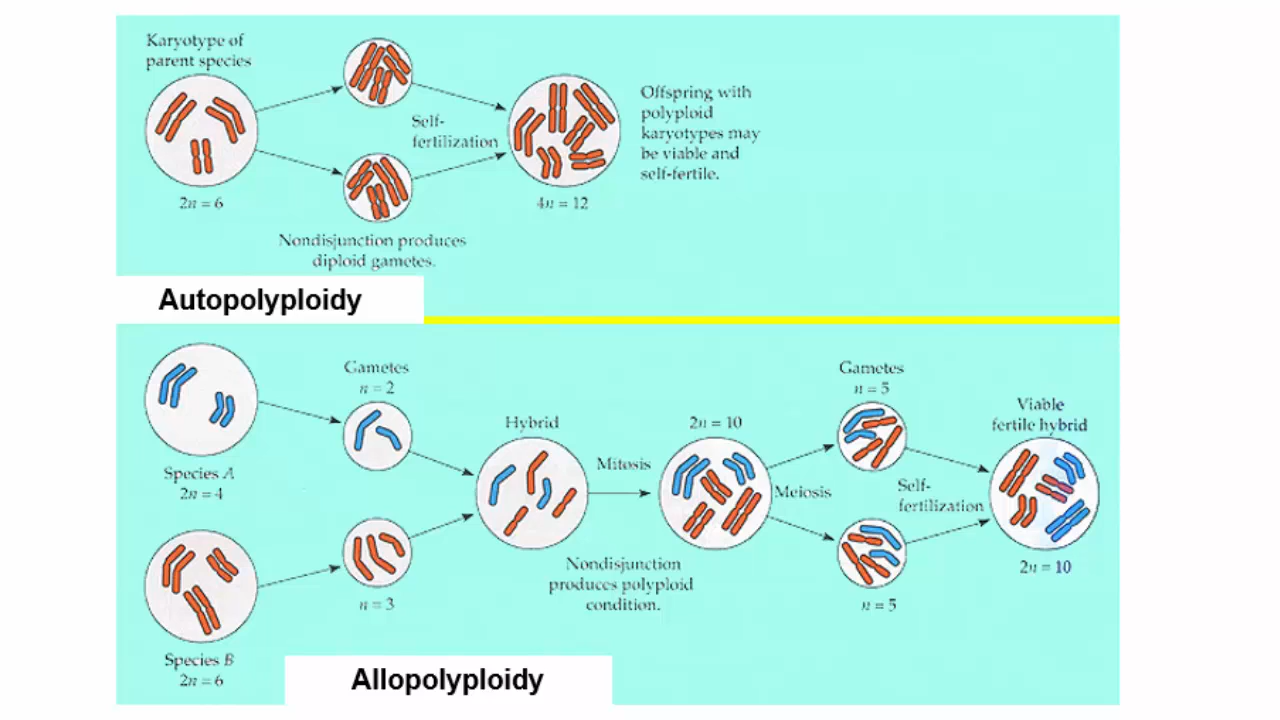 Karyotype of
parent species
Self-
fertilization
Offspring with
polyploid
karyotypes may
be viable and
self-fertile.
2n = 6
4n = 12
Nondisjunction produces
diploid gametes.
Autopolyploidy
Gametes
n = 2
Species A
2n = 4
Hybrid
Mitosis
2n = 10
Gametes
n = 5
Viable
fertile hybrid
Meiosis
Self-
fertilization
Nondisjunction
produces polyploid
condition.
n = 3
n = 5
2n = 10
Species B
2n = 6
Allopolyploidy